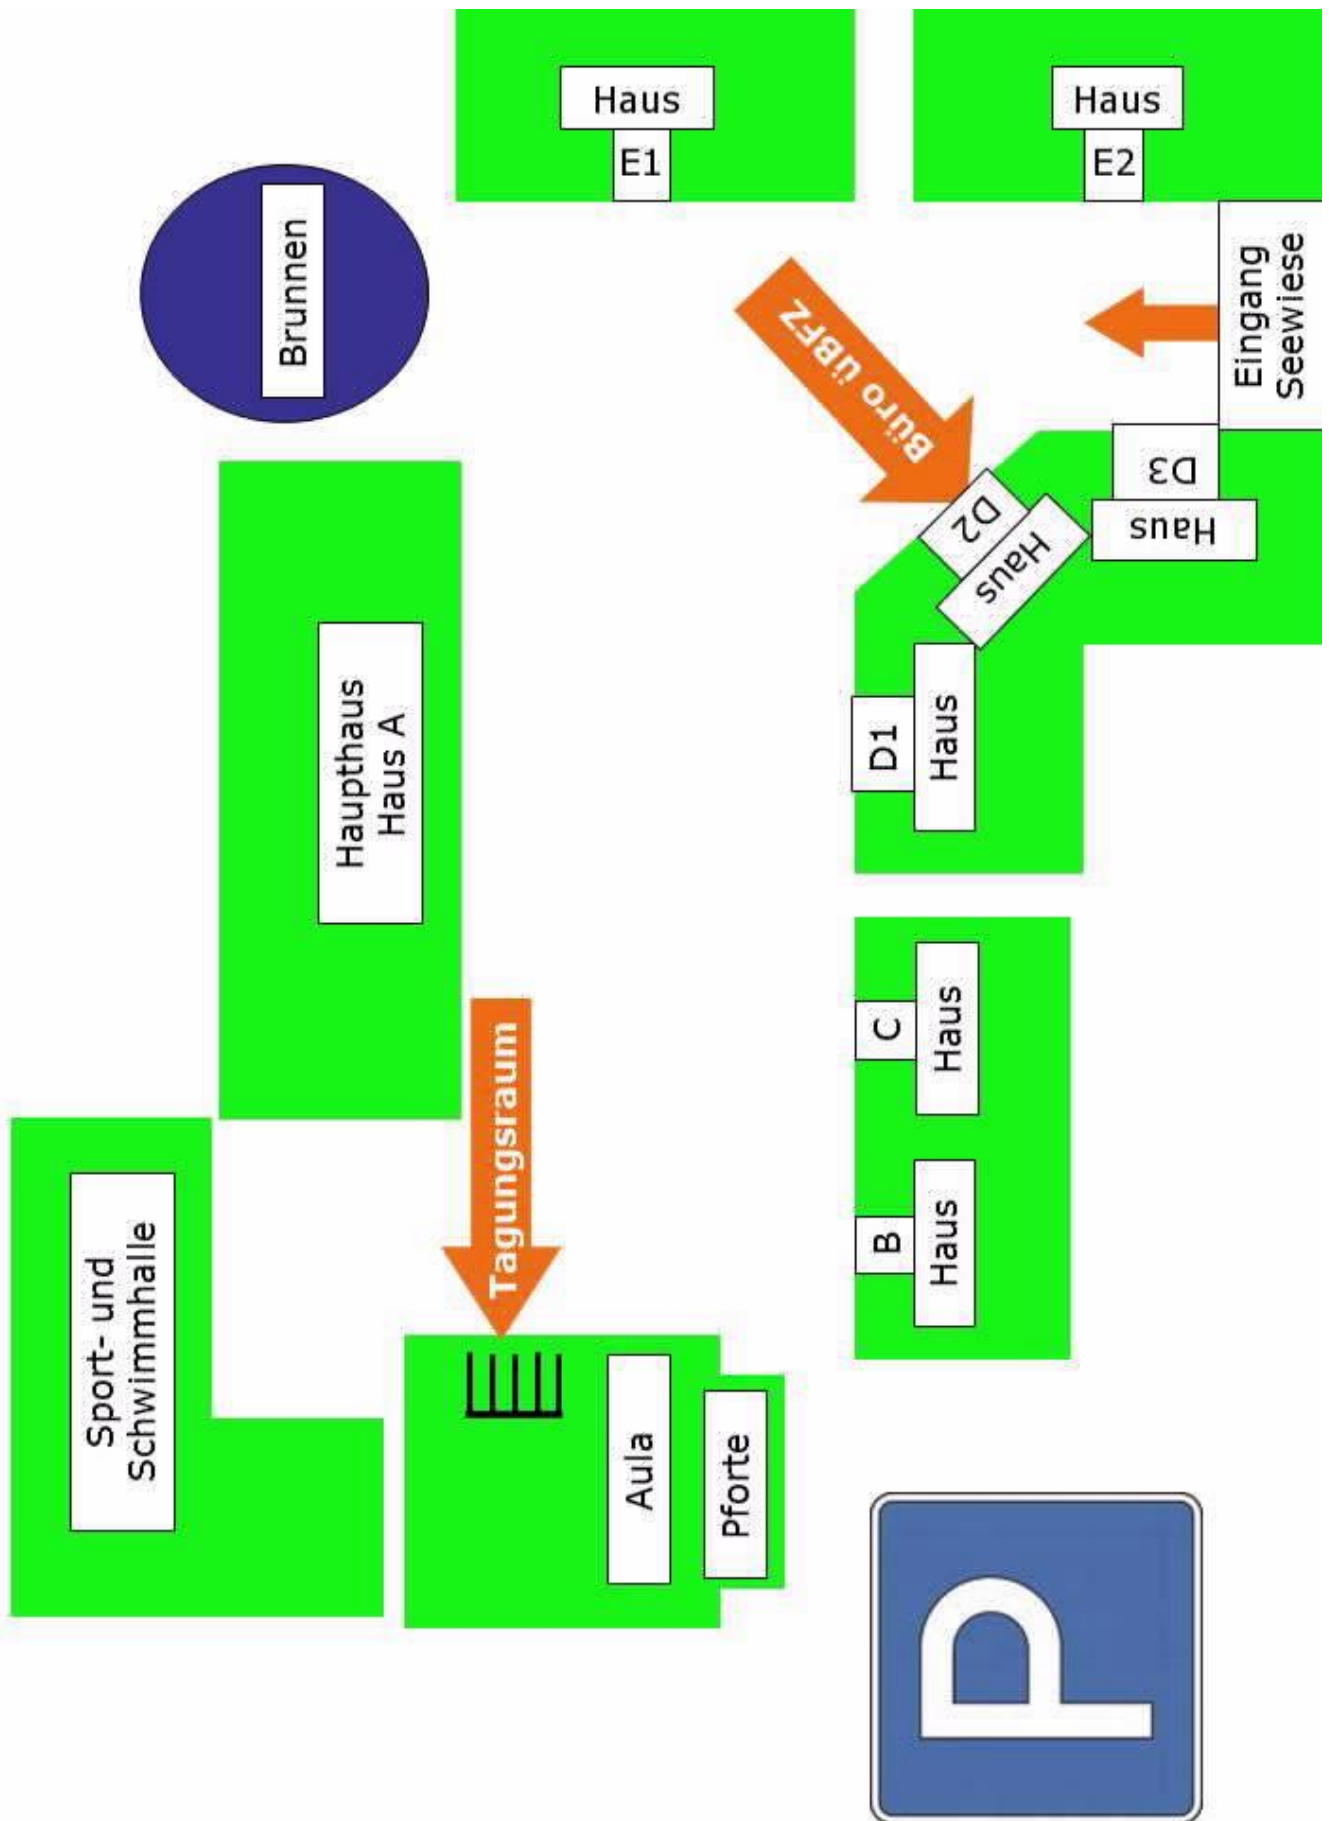 Haus
E1
Haus
E2
Brunnen
Eingang
Seewiese
Büro üBFZ
D3
Haus
D2
Haus
D1
Haus
Haupthaus
Haus A
C
Haus
Tagungsraum
B
Haus
Sport- und
Schwimmhalle
Aula
Pforte
P